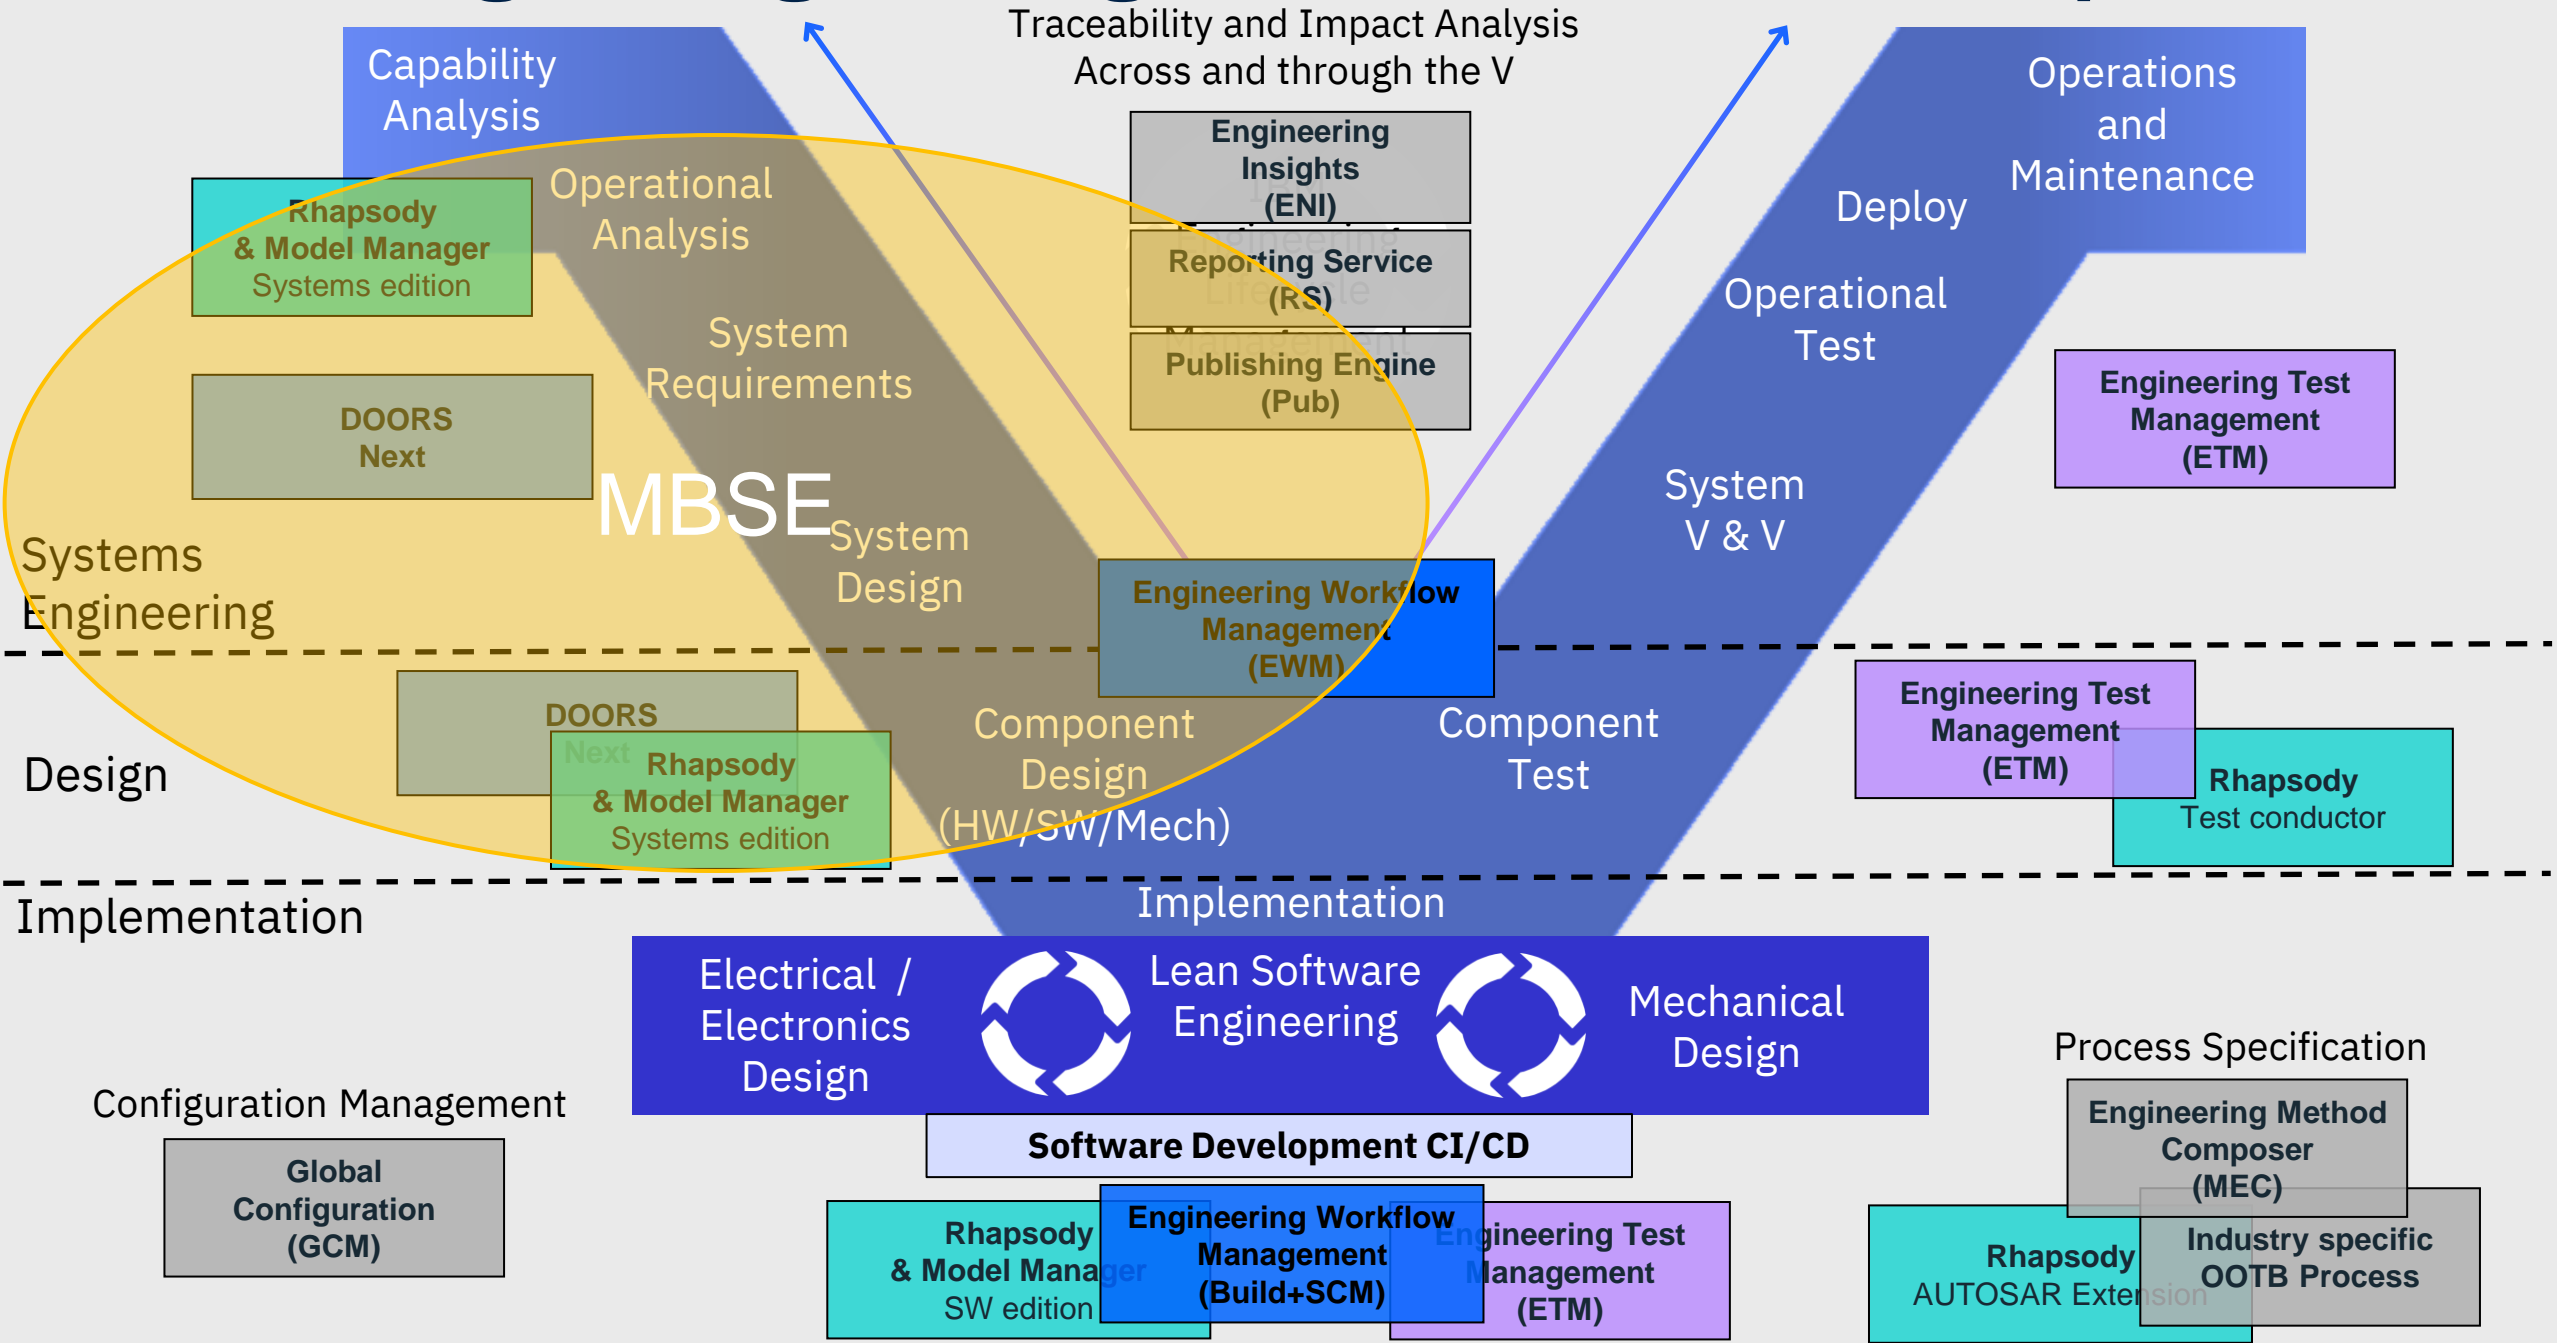 Traceability and Impact Analysis
Across and through the V
Capability
Analysis
Operational
Analysis
System
Requirements
MBSE
System
Design
Component
Design
(HW/SW/Mech)
Rhapsody
& Model Manager
Systems edition
DOORS
Next
Systems
Engineering
DOORS
Next
Rhapsody
& Model Manager
Systems edition
Design
Implementation
Engineering
Insights
(ENI)
Engineering
Reporting Service
(RS)
Lifecycle
Management
Publishing Engine
(Pub)
Engineering Workflow
Management
(EWM)
Operations
and
Maintenance
Deploy
Operational
Test
System
V & V
Component
Test
Engineering Test
Management
(ETM)
Engineering Test
Management
(ETM)
Rhapsody
Test conductor
Implementation
Electrical /
Electronics
Design
Lean Software
Engineering
Mechanical
Design
Software Development CI/CD
Configuration Management
Global
Configuration
(GCM)
Rhapsody
& Model Manager
SW edition
Engineering Workflow
Management
(Build+SCM)
Engineering Test
Management
(ETM)
Process Specification
Engineering Method
Composer
(MEC)
Rhapsody
AUTOSAR Extension
Industry specific
OOTB Process